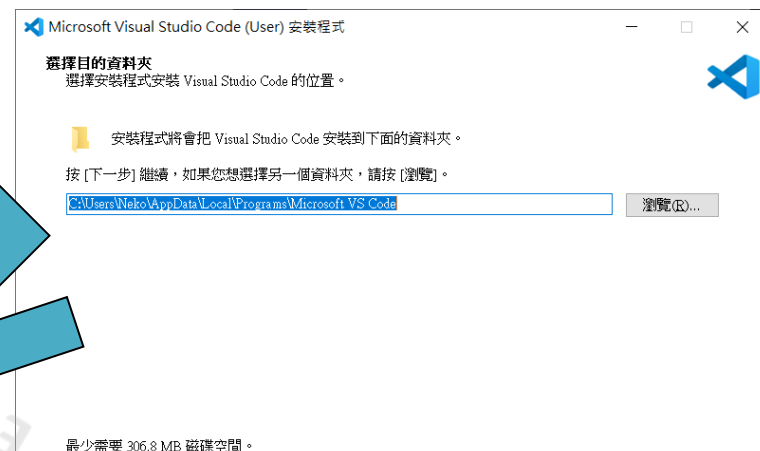 Microsoft Visual Studio Code (User) 安裝程式
選擇目的資料夾
選擇安裝程式安裝 Visual Studio Code 的位置。
安裝程式將會把 Visual Studio Code 安裝到下面的資料夾。
按 [下一步] 繼續，如果您想選擇另一個資料夾，請按 [瀏覽]。
C:\Users\Neko\AppData\Local\Programs\Microsoft VS Code
瀏覽(R)...
最少需要 306.8 MB 磁碟空間。